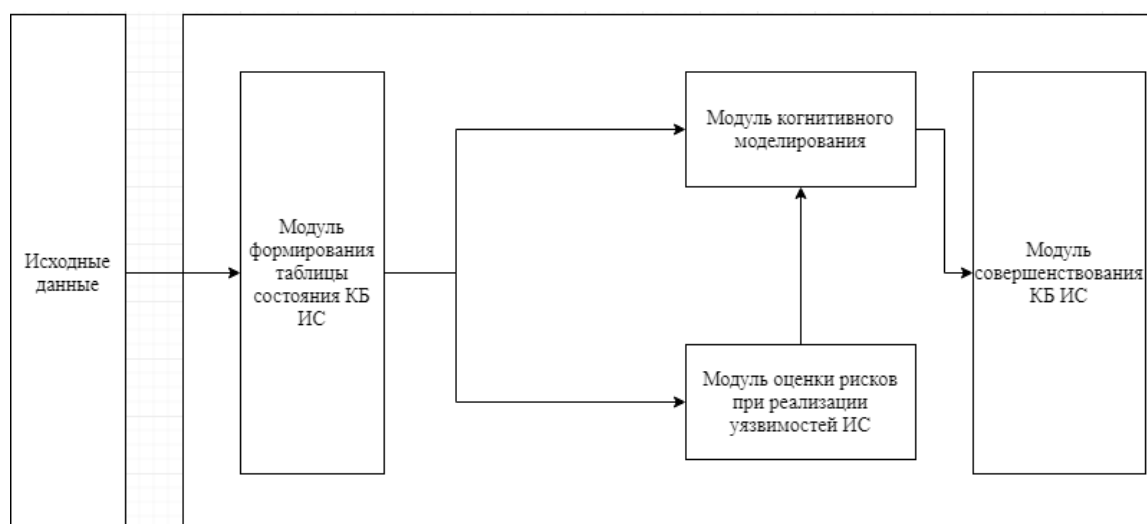 Исходные
данные
Модуль
формирования
таблицы
состояния КБ
ИС
Модуль когнитивного
моделирования
Модуль оценки рисков
при реализации
уязвимостей ИС
Модуль
совершенствования
КБ ИС